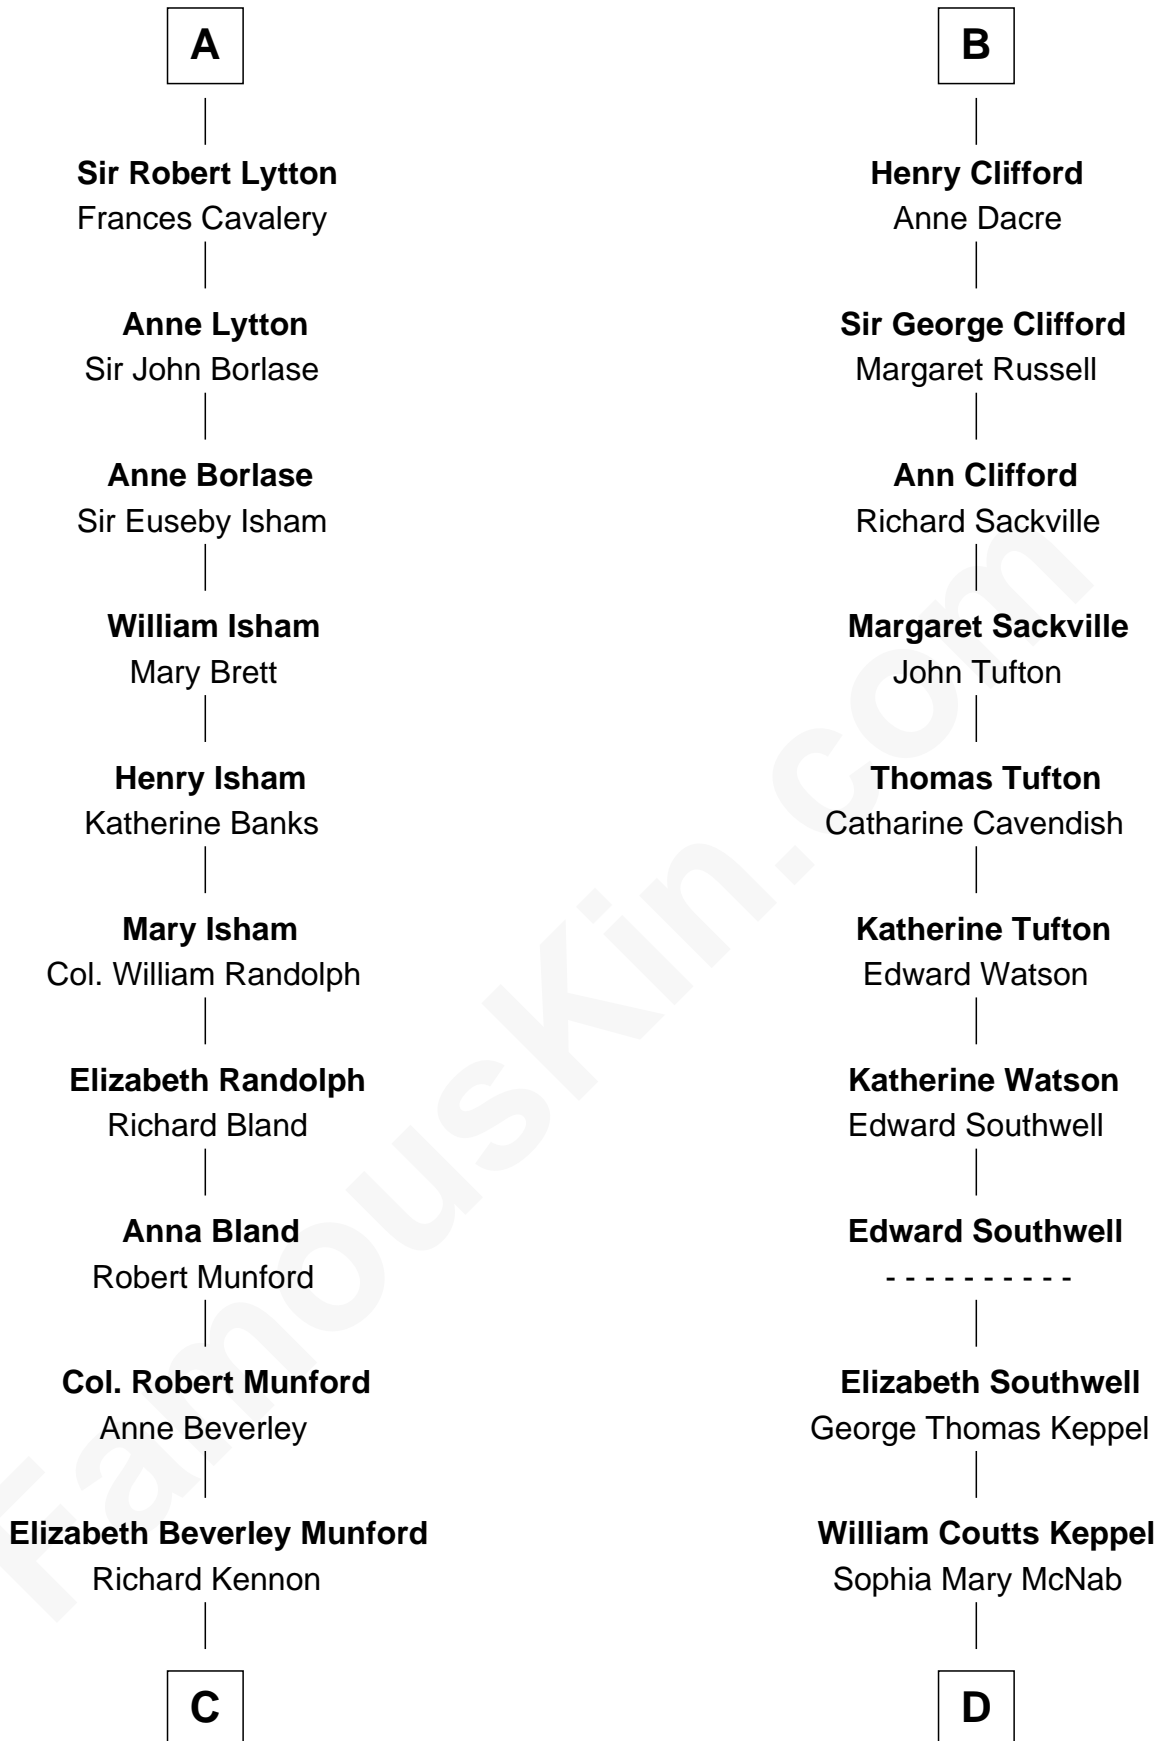 A
Sir Robert Lytton
Frances Cavalery
Anne Lytton
Sir John Borlase
Anne Borlase
Sir Euseby Isham
William Isham
Mary Brett
Henry Isham
Katherine Banks
Mary Isham
Col. William Randolph
Elizabeth Randolph
Richard Bland
Anna Bland
Robert Munford
Col. Robert Munford
Anne Beverley
Elizabeth Beverley Munford
Richard Kennon
C
B
Henry Clifford
Anne Dacre
Sir George Clifford
Margaret Russell
Ann Clifford
Richard Sackville
Margaret Sackville
John Tufton
Thomas Tufton
Catharine Cavendish
Katherine Tufton
Edward Watson
Katherine Watson
Edward Southwell
Edward Southwell
- - - - - - - - - -
Elizabeth Southwell
George Thomas Keppel
William Coutts Keppel
Sophia Mary McNab
D
FamousKin.com